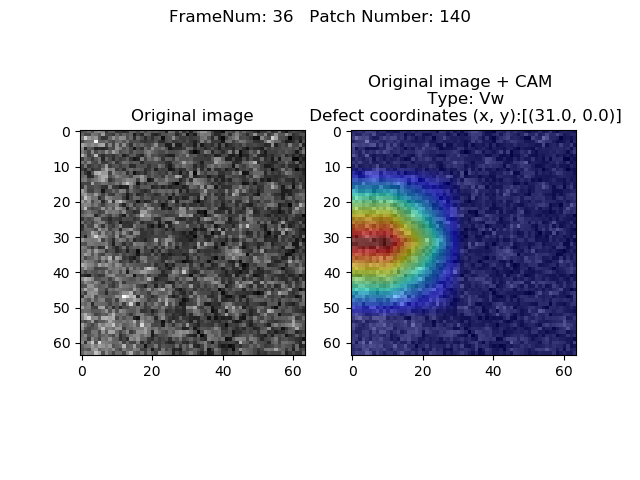 FrameNum: 36   Patch Number: 140
Original image
0
10
20
30
40
50
60
0 20 40 60
Original image + CAM
Type: Vw
Defect coordinates (x, y):[(31.0, 0.0)]
0
10
20
30
40
50
60
0 20 40 60